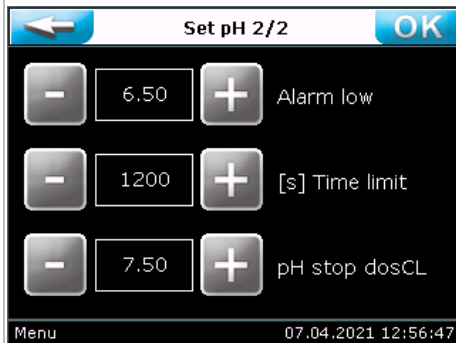 Set pH 2/2 OK
- 6.50 + Alarm low
- 1200 + [s] Time limit
- 7.50 + pH stop dosCL
Menu 07.04.2021 12:56:47